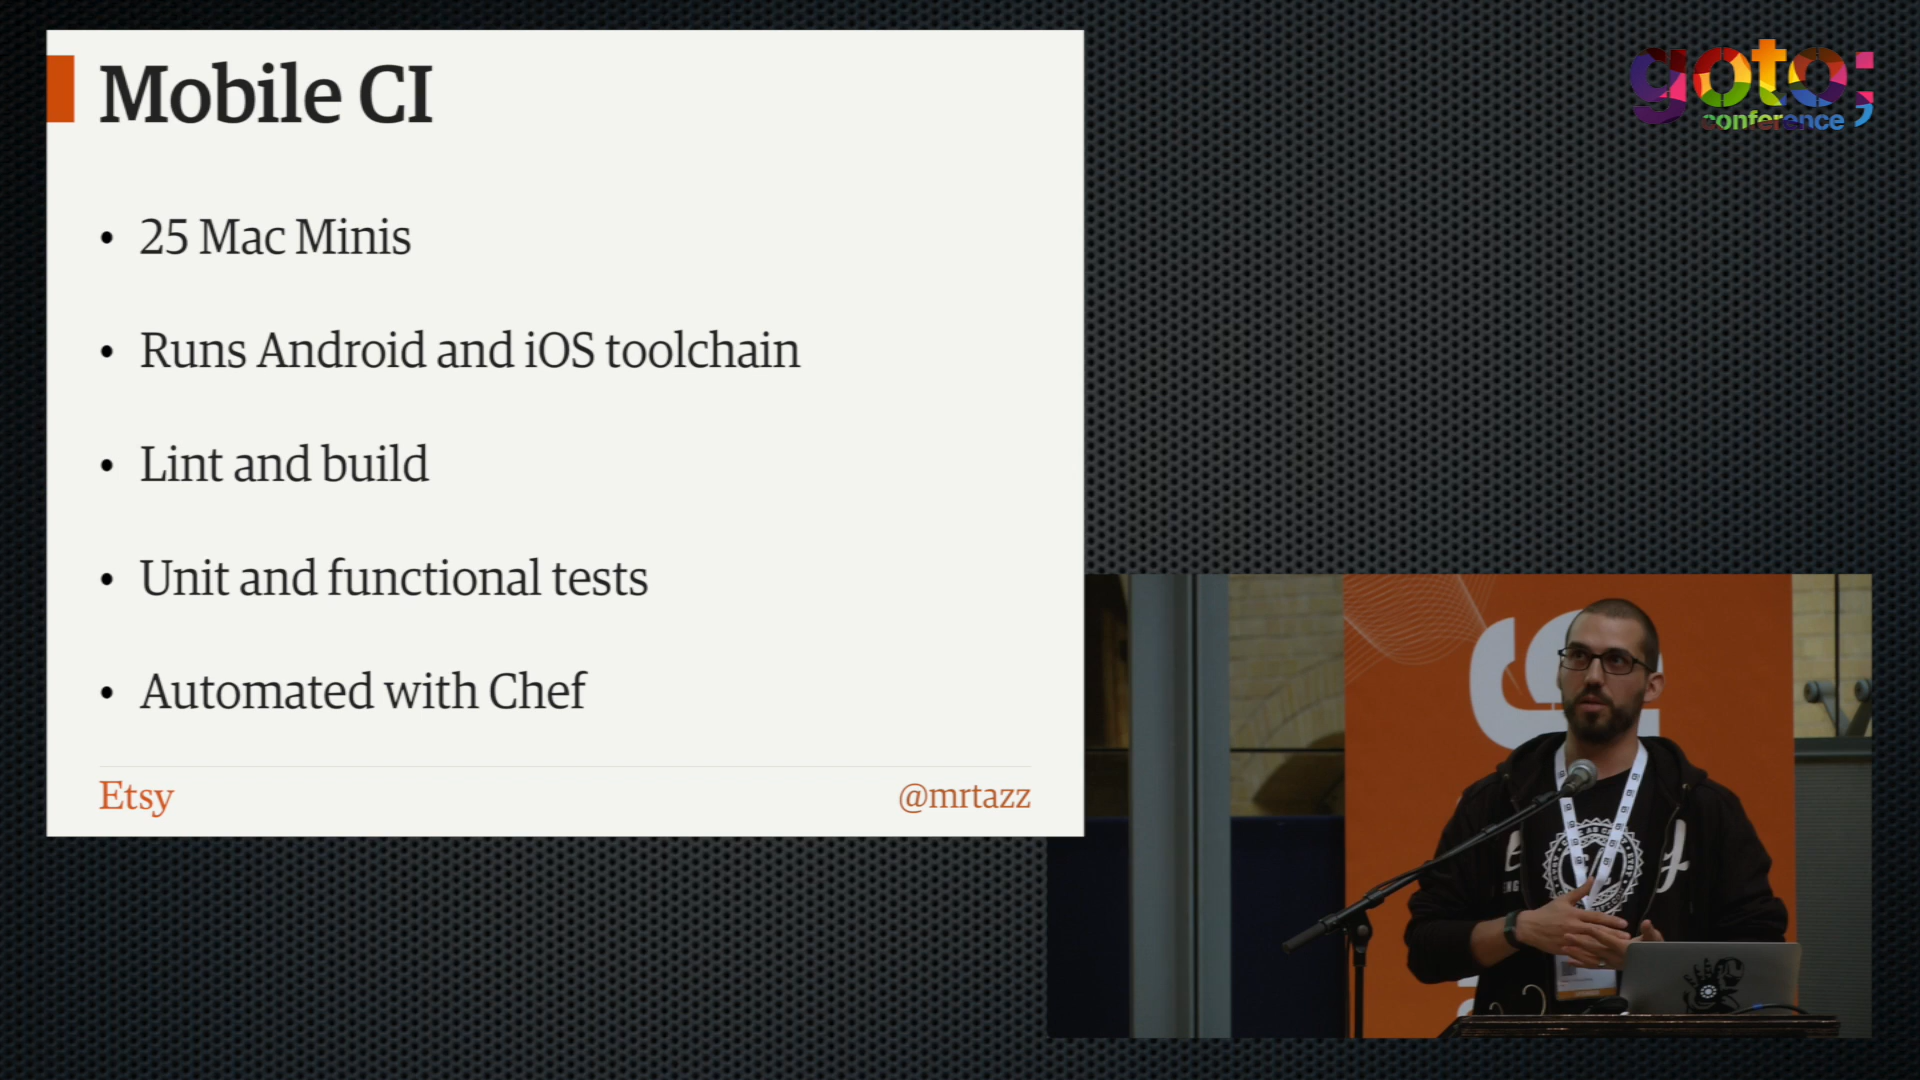 Mobile CI
• 25 Mac Minis
• Runs Android and iOS toolchain
• Lint and build
• Unit and functional tests
• Automated with Chef
Etsy
@mrtazz
goto;
conference